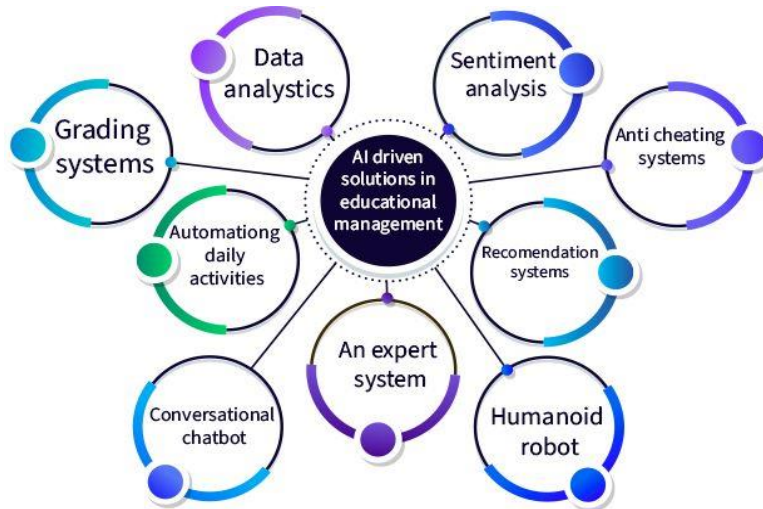 Data
analystics
Sentiment
analysis
Grading
systems
Anti cheating
systems
AI driven
solutions in
educational
management
Automationg
daily
activities
Recomendation
systems
An expert
system
Conversational
chatbot
Humanoid
robot